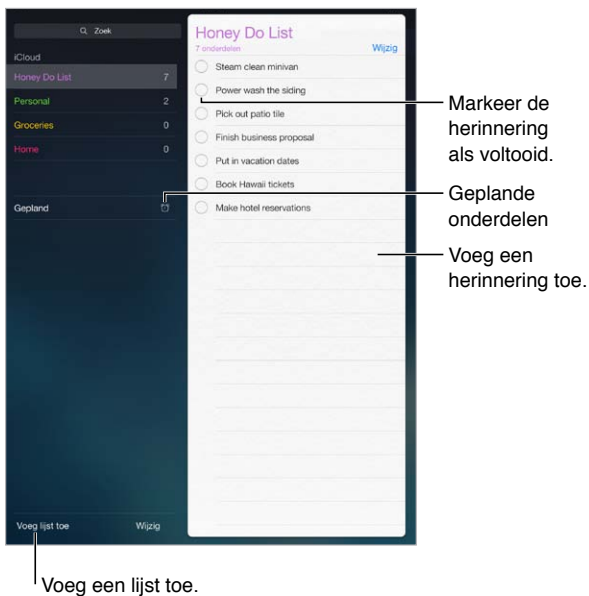 Zoek
iCloud
Honey Do List 7
Personal 2
Groceries 0
Home 0
Gepland
Voeg lijst toe Wijzig
Honey Do List
7 onderdelen Wijzig
Steam clean minivan
Power wash the siding
Pick out patio tile
Finish business proposal
Put in vacation dates
Book Hawaii tickets
Make hotel reservations
Markeer de
herinnering
als voltooid.
Geplande
onderdelen
Voeg een
herinnering toe.
Voeg een lijst toe.